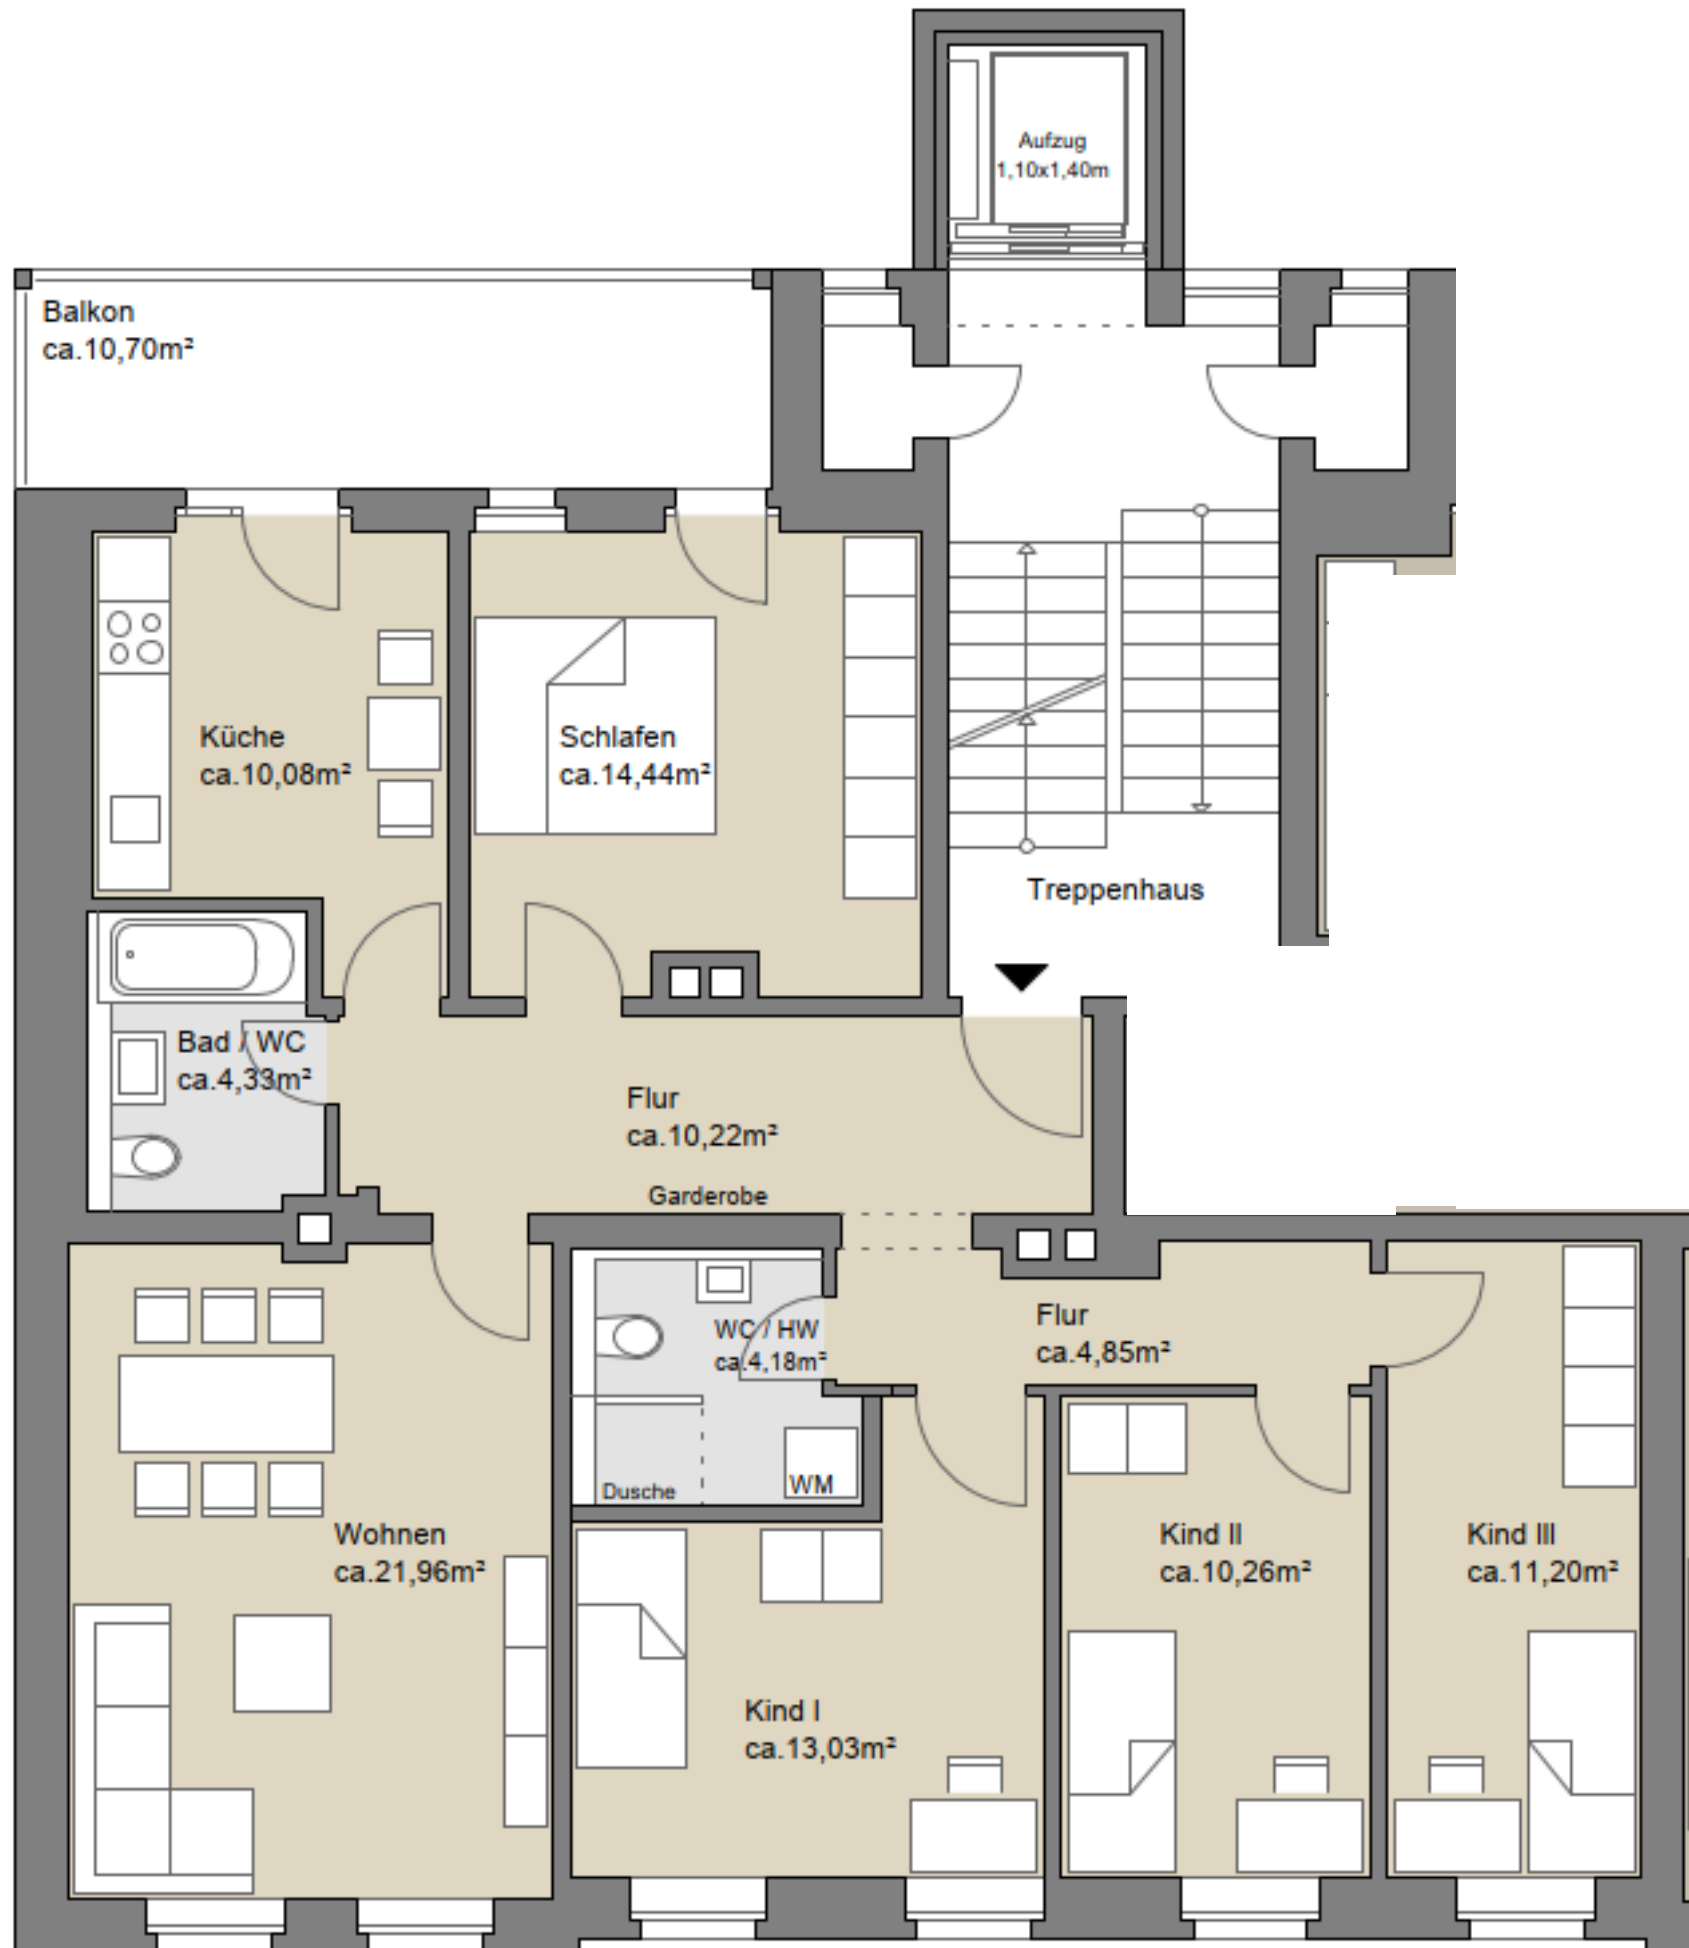 Aufzug
1,10x1,40m
Balkon
ca.10,70m²
Küche
ca.10,08m²
Schlafen
ca.14,44m²
Treppenhaus
Bad / WC
ca.4,33m²
Flur
ca.10,22m²
Garderobe
WC / HW
ca.4,18m²
Flur
ca.4,85m²
Dusche
WM
Wohnen
ca.21,96m²
Kind II
ca.10,26m²
Kind III
ca.11,20m²
Kind I
ca.13,03m²